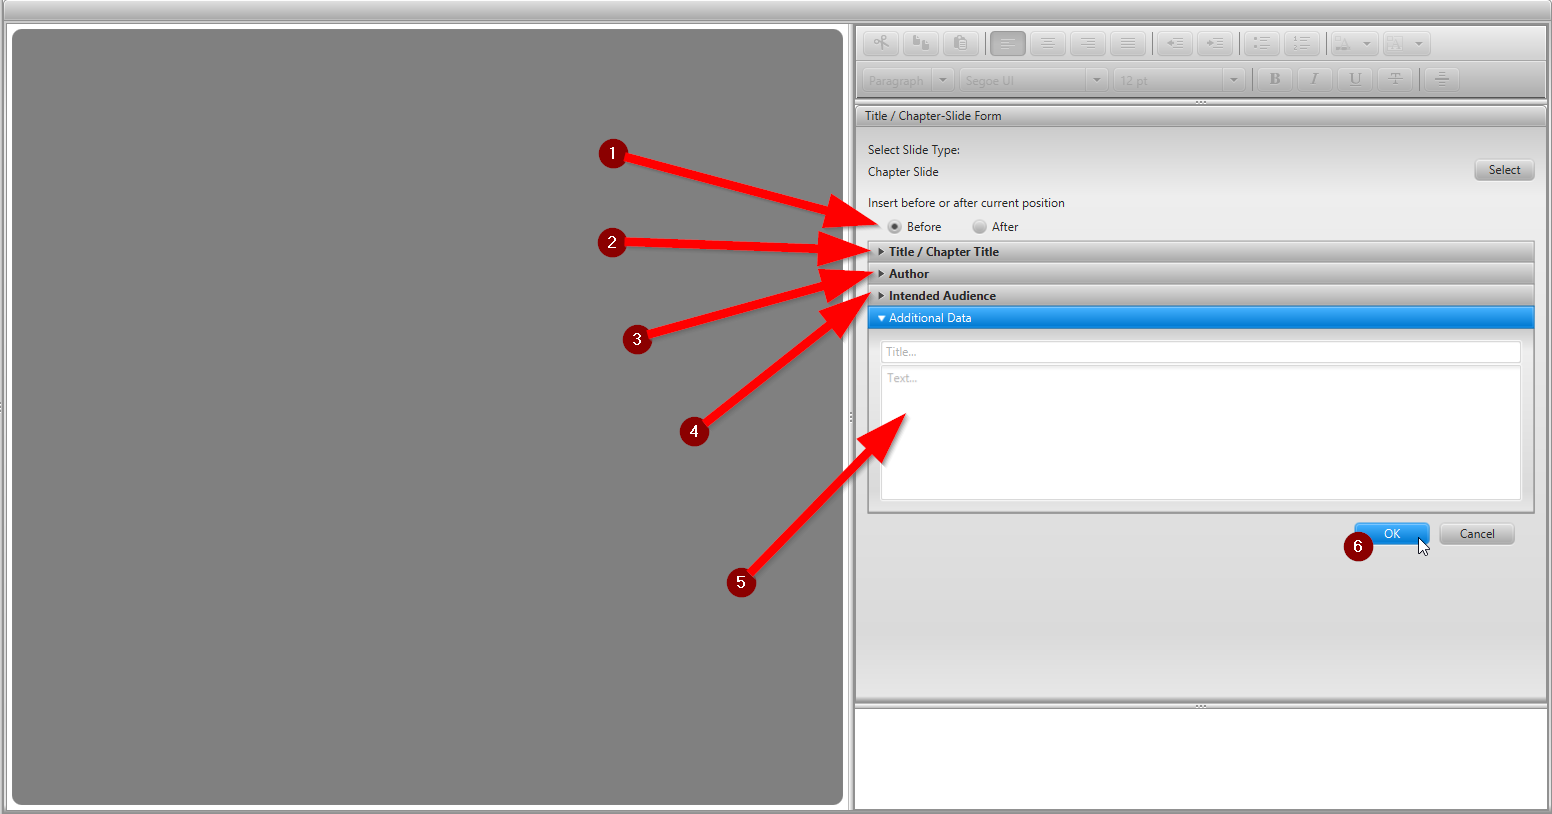 Paragraph Segoe UI 12 pt B I U T
Title / Chapter-Slide Form
Select Slide Type:
Chapter Slide
Select
Insert before or after current position
Before After
Title / Chapter Title
Author
Intended Audience
Additional Data
Title...
Text...
OK Cancel
1
2
3
4
5
6